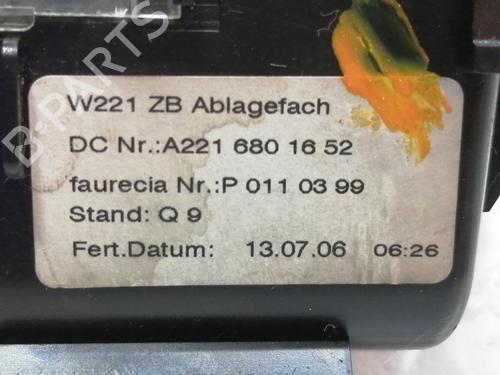 W221 ZB Ablagefach
DC Nr.:A221 680 16 52
faurecia Nr.:P 011 03 99
Stand: Q 9
Fert.Datum: 13.07.06 06:26
B-PARTS